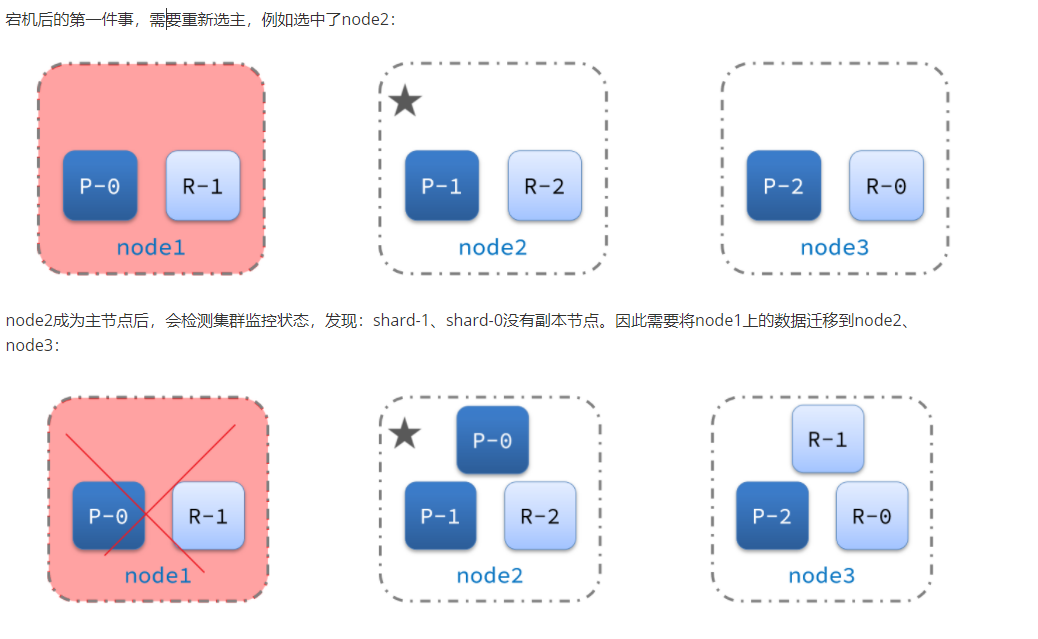 宕机后的第一件事，需要重新选主，例如选中了node2：
P-0 R-1 P-1 R-2 P-2 R-0
node1 node2 node3
node2成为主节点后，会检测集群监控状态，发现：shard-1、shard-0没有副本节点。因此需要将node1上的数据迁移到node2、
node3：
P-0 R-1
P-0 R-1 P-1 R-2 P-2 R-0
node1 node2 node3